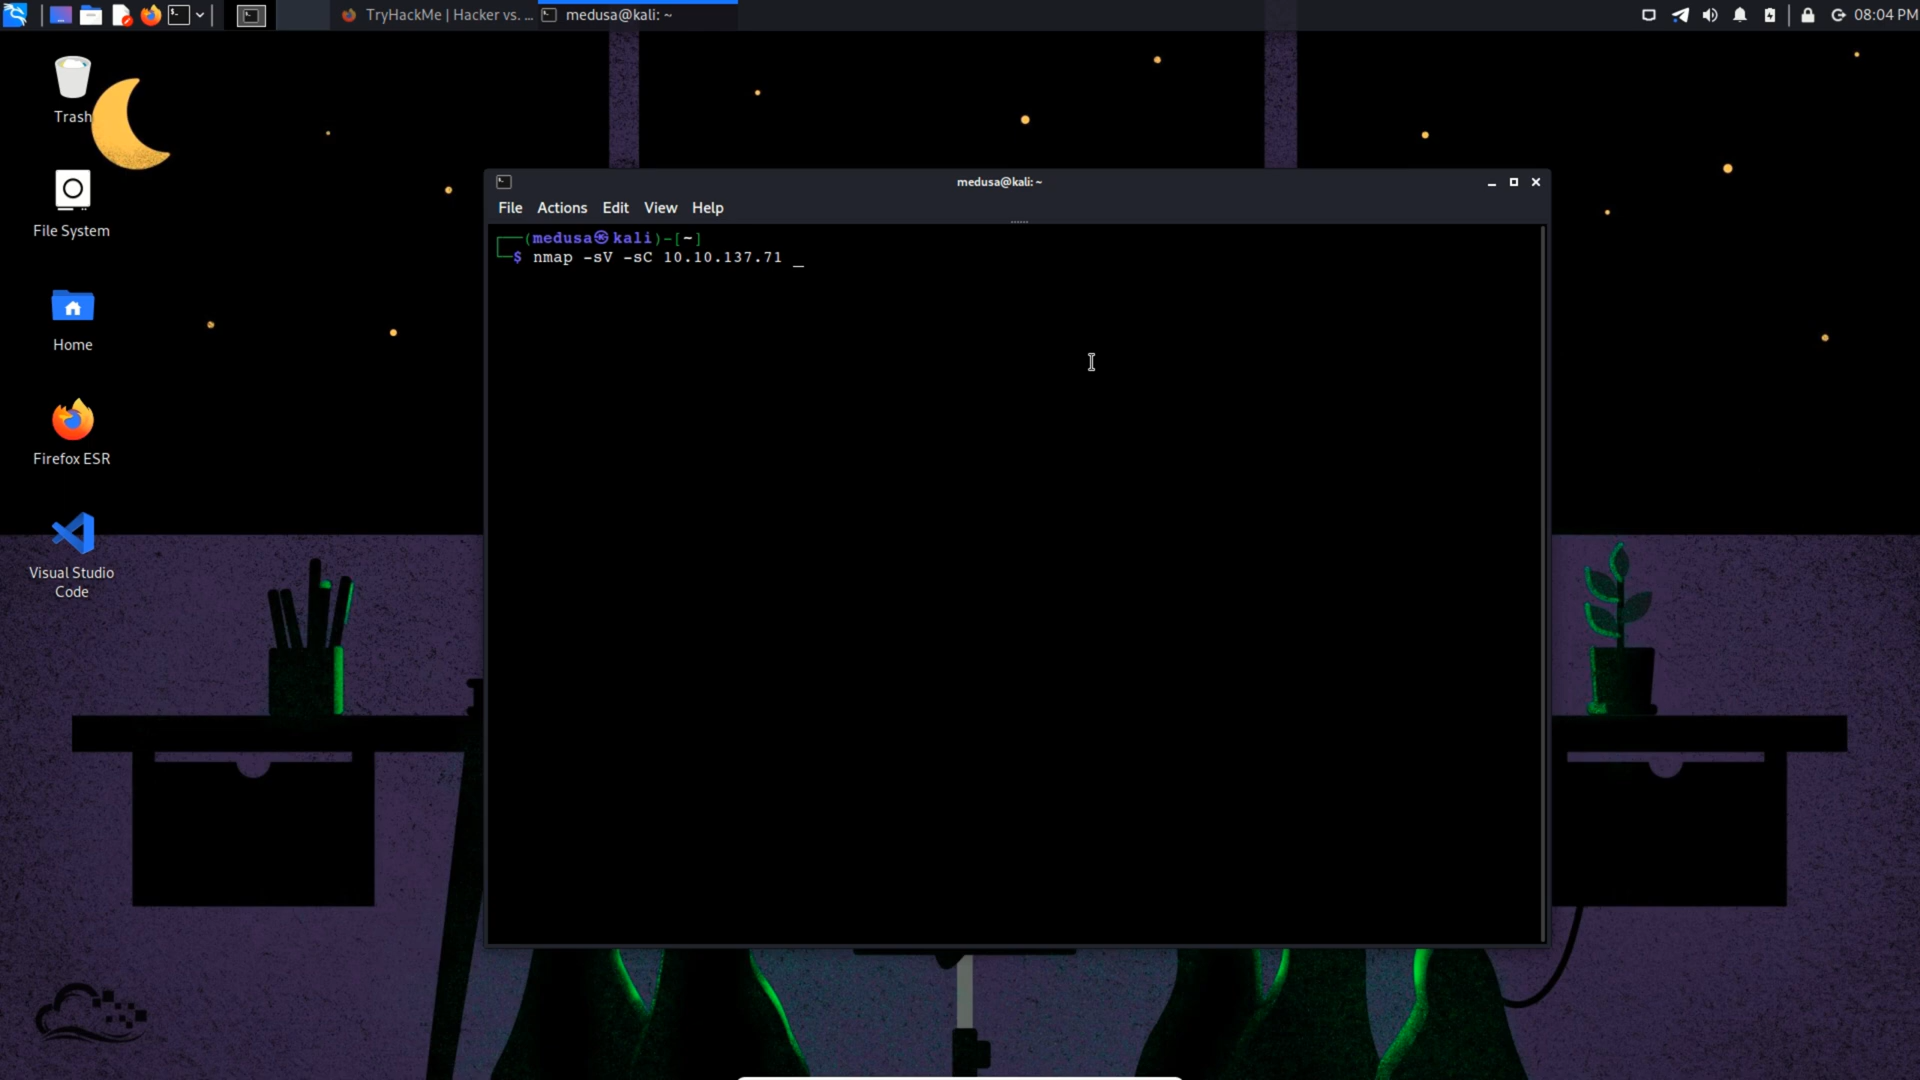 TryHackMe | Hacker vs. ...
medusa@kali: ~
08:04 PM
Trash
File System
Home
Firefox ESR
Visual Studio
Code
medusa@kali: ~
File Actions Edit View Help
(medusa㉿kali)-[~]
$ nmap -sV -sC 10.10.137.71 _